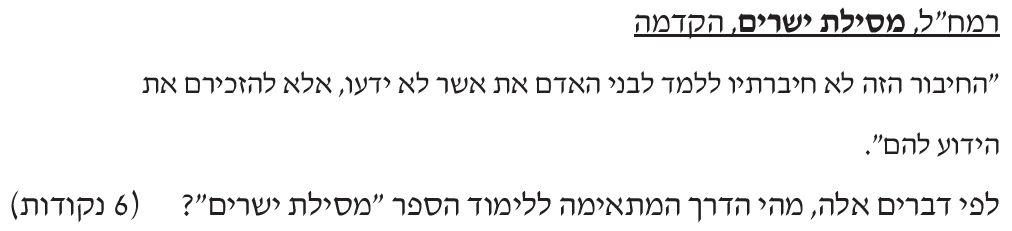 רמח"ל, מסילת ישרים, הקדמה
"החיבור הזה לא חיברתיו ללמד לבני האדם את אשר לא ידעו, אלא להזכירם את
הידוע להם".
לפי דברים אלה, מהי הדרך המתאימה ללימוד הספר "מסילת ישרים"? (6 נקודות)